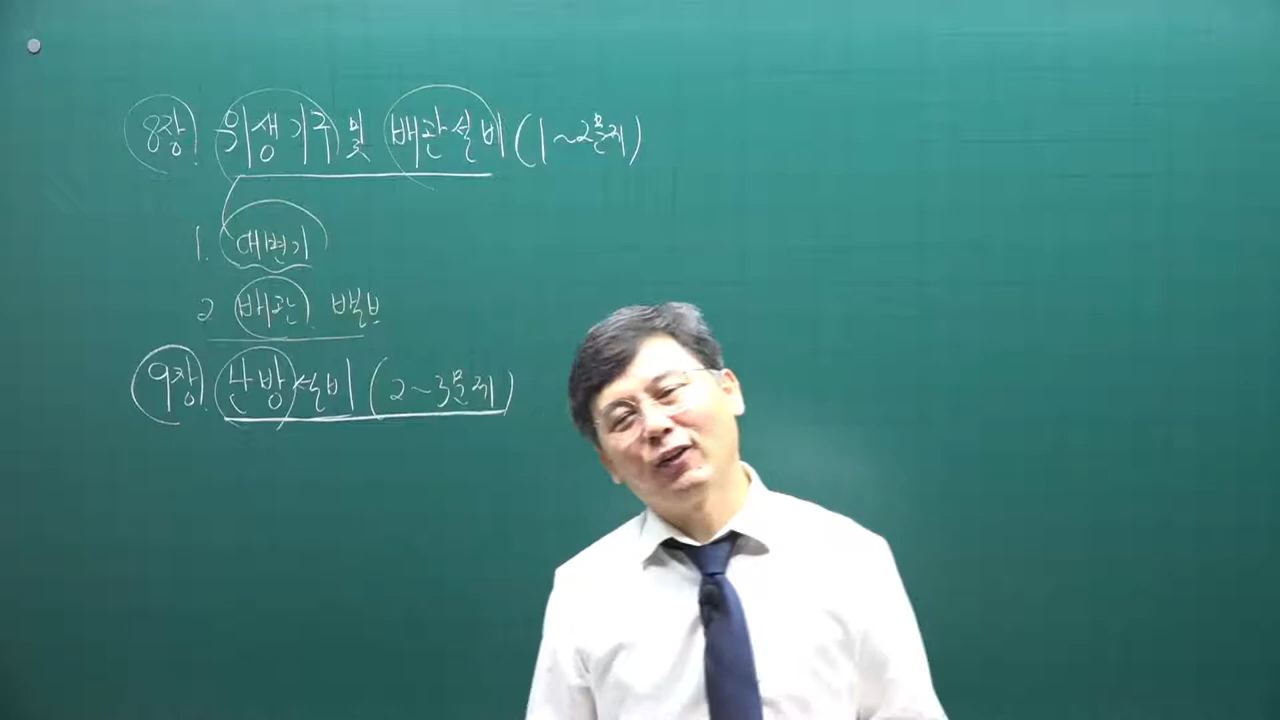 8장. 위생기구 및 배관설비 (1~2문제)
1. 대변기
2 배관. 밸브
9장. 난방설비 (2~3문제)